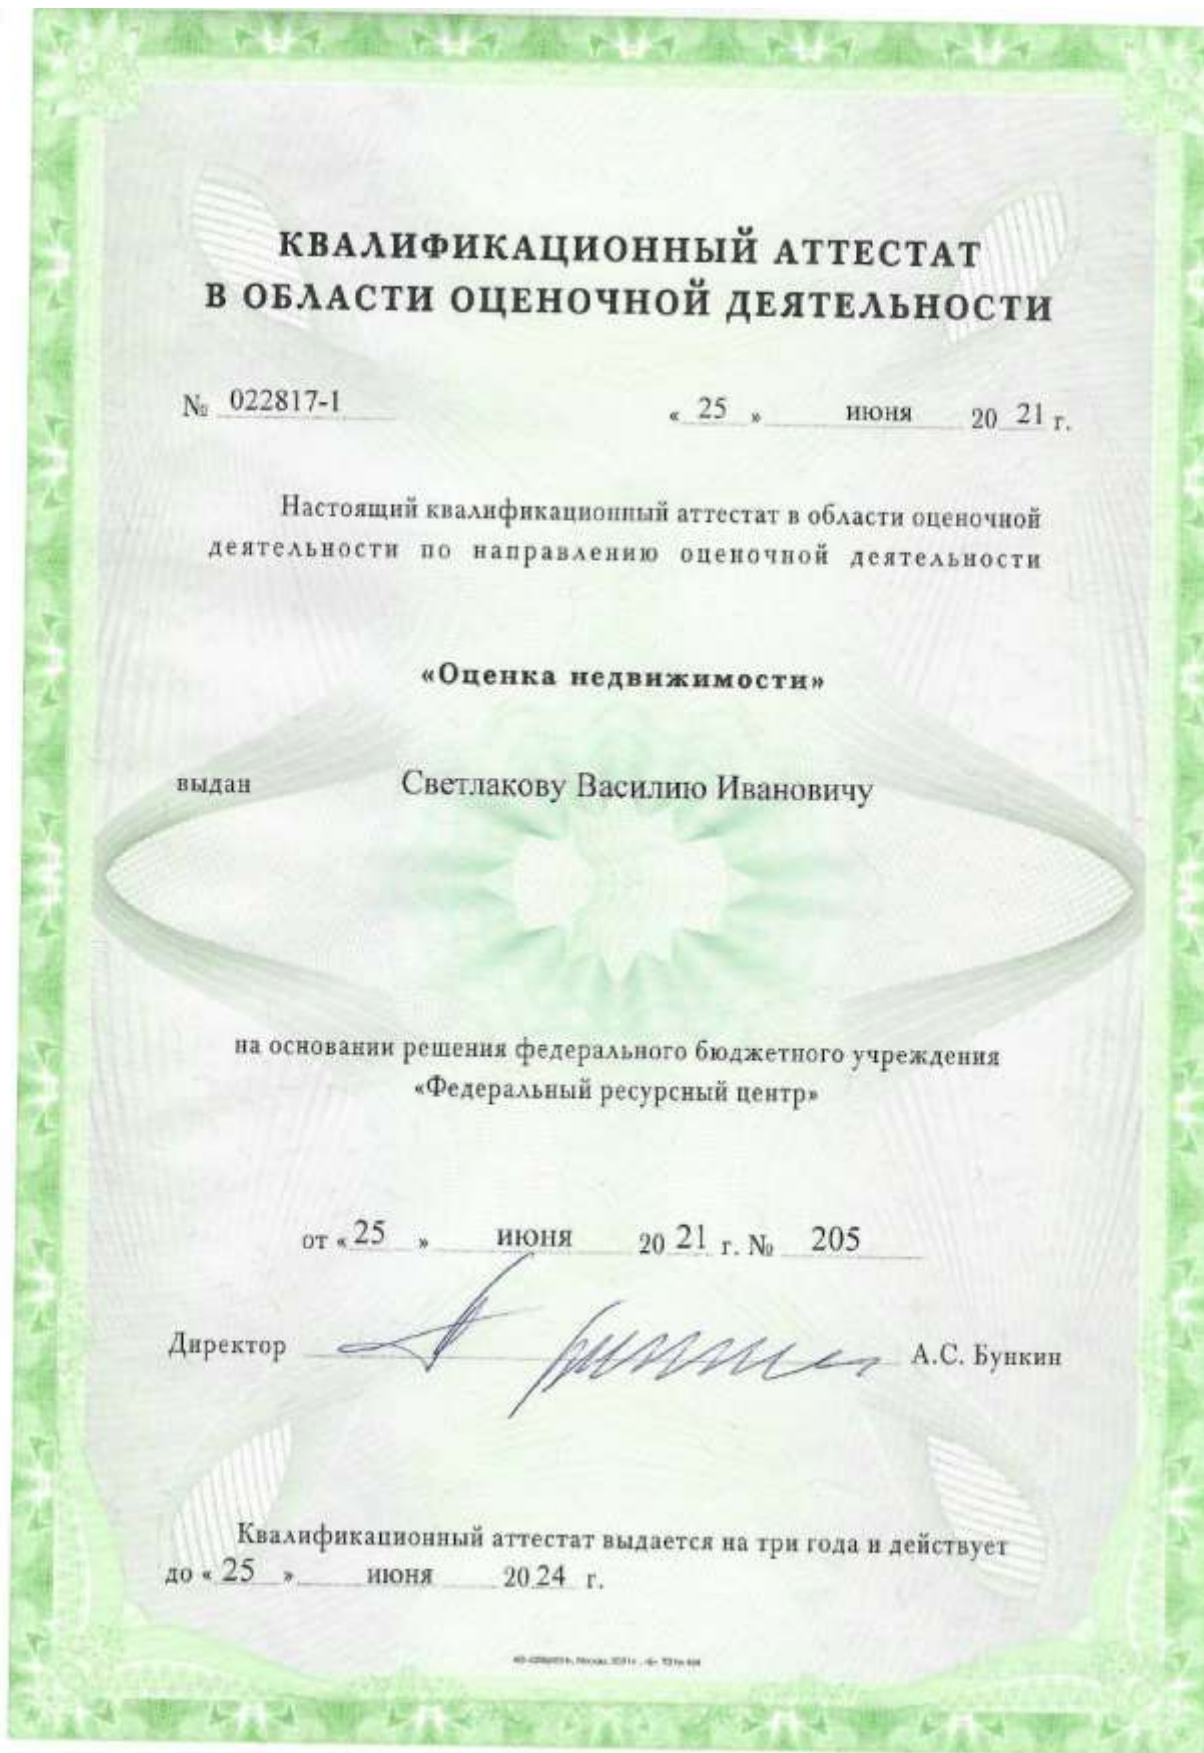 КВАЛИФИКАЦИОННЫЙ АТТЕСТАТ
В ОБЛАСТИ ОЦЕНОЧНОЙ ДЕЯТЕЛЬНОСТИ
№ 022817-1 « 25 » июня 20 21 г.
Настоящий квалификационный аттестат в области оценочной
деятельности по направлению оценочной деятельности
«Оценка недвижимости»
выдан Светлакову Василию Ивановичу
на основании решения федерального бюджетного учреждения
«Федеральный ресурсный центр»
от « 25 » июня 20 21 г. № 205
Директор А.С. Бункин
Квалификационный аттестат выдается на три года и действует
до « 25 » июня 20 24 г.